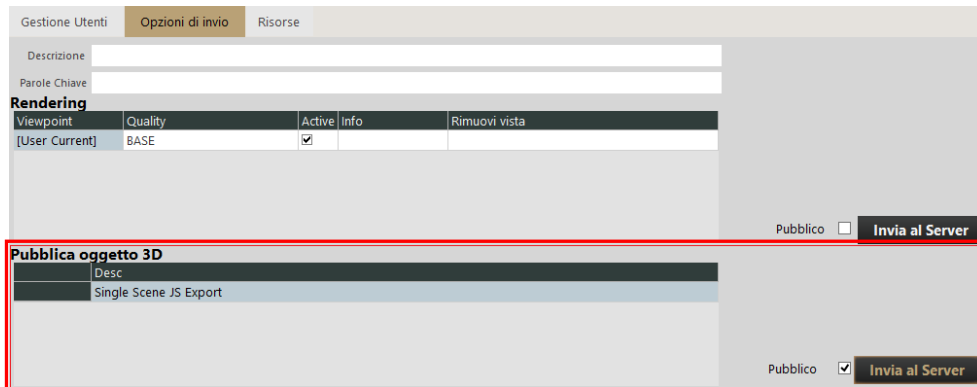 Gestione Utenti Opzioni di invio Risorse
Descrizione
Parole Chiave
Rendering
Viewpoint Quality Active Info Rimuovi vista
[User Current] BASE
Pubblico Invia al Server
Pubblica oggetto 3D
Desc
Single Scene JS Export
Pubblico Invia al Server